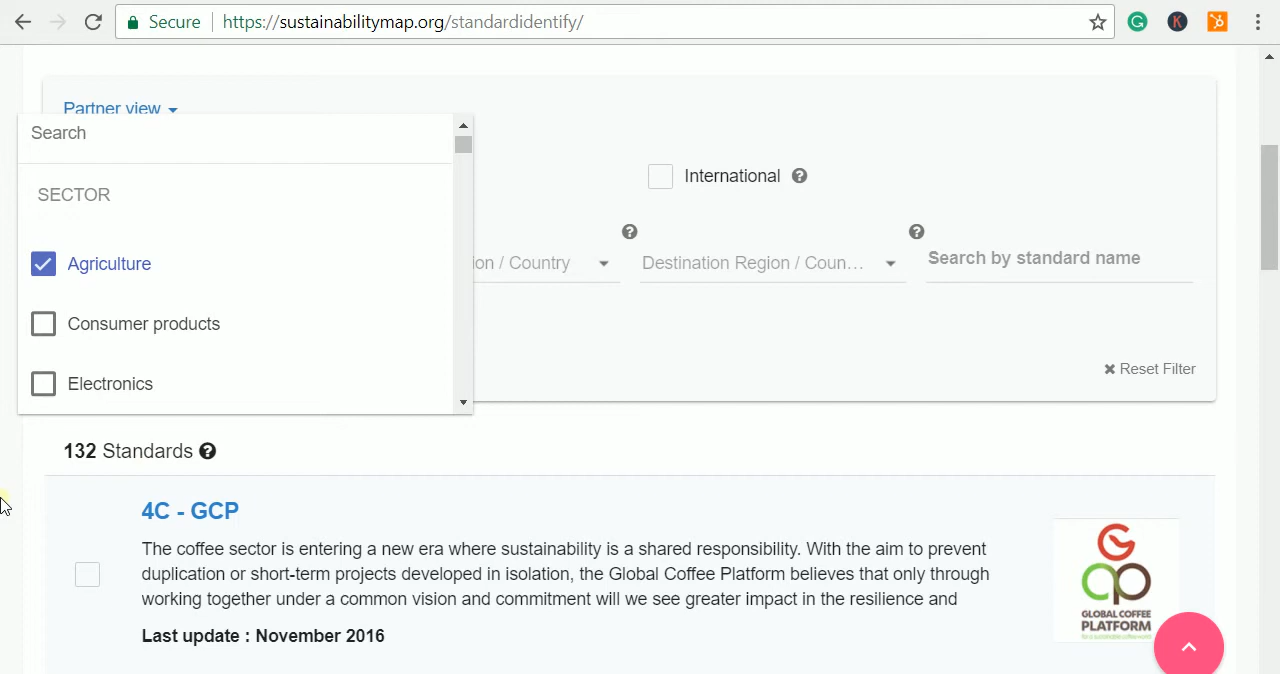 Secure
https://sustainabilitymap.org/standardidentify/
G
K
Partner view
Search
SECTOR
International
Agriculture
ion / Country
Destination Region / Coun...
Search by standard name
Consumer products
Electronics
Reset Filter
132 Standards
4C - GCP
The coffee sector is entering a new era where sustainability is a shared responsibility. With the aim to prevent
duplication or short-term projects developed in isolation, the Global Coffee Platform believes that only through
working together under a common vision and commitment will we see greater impact in the resilience and
Last update : November 2016
GLOBAL COFFEE
PLATFORM
for a sustainable coffee world